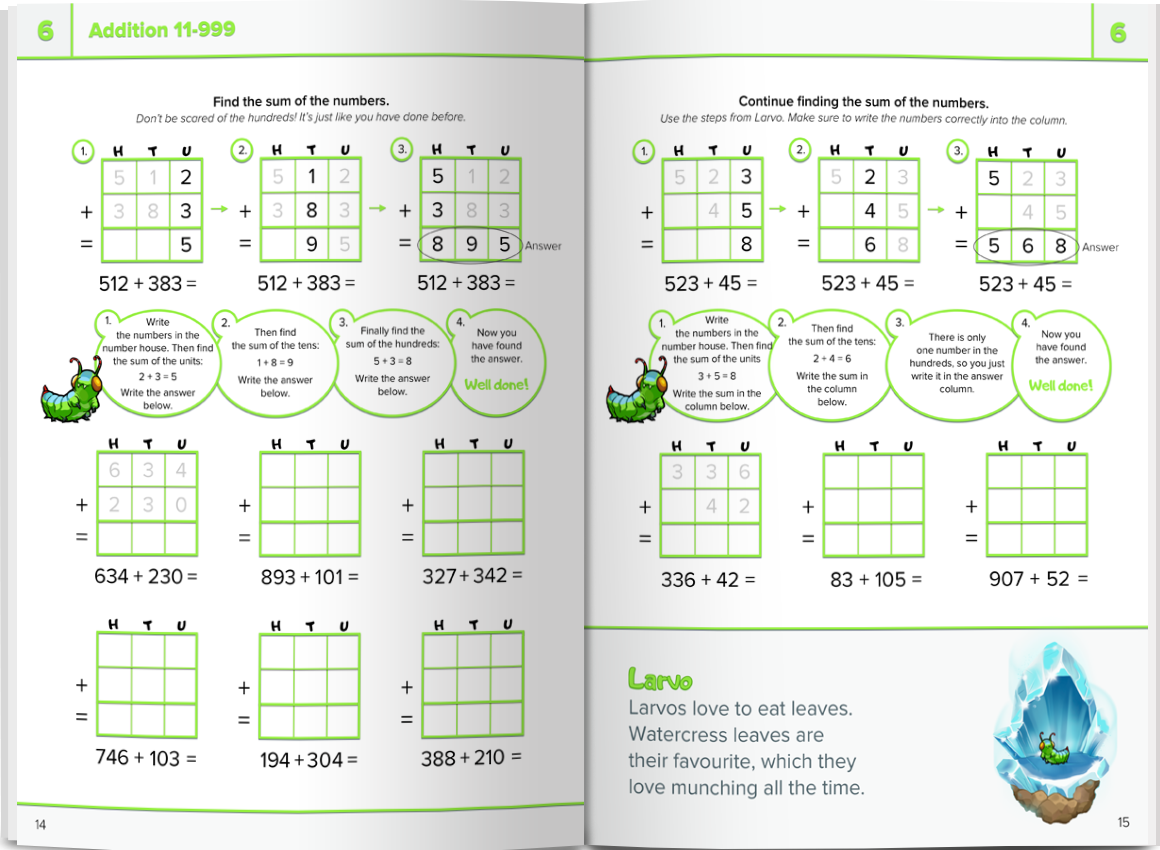 6
Addition 11-999
Find the sum of the numbers.
Don't be scared of the hundreds! It's just like you have done before.
1.
H T U
5 1 2
+ 3 8 3
= 5
512 + 383 =
2.
H T U
5 1 2
+ 3 8 3
= 9 5
512 + 383 =
3.
H T U
5 1 2
+ 3 8 3
= 8 9 5 Answer
512 + 383 =
1.
Write
the numbers in the
number house. Then find
the sum of the units:
2 + 3 = 5
Write the answer
below.
2.
Then find
the sum of the tens:
1 + 8 = 9
Write the answer
below.
3.
Finally find the
sum of the hundreds:
5 + 3 = 8
Write the answer
below.
4.
Now you
have found
the answer.
Well done!
H T U
6 3 4
+ 2 3 0
=
634 + 230 =
H T U
+
=
893 + 101 =
H T U
+
=
327 + 342 =
H T U
+
=
746 + 103 =
H T U
+
=
194 + 304 =
H T U
+
=
388 + 210 =
14
6
Continue finding the sum of the numbers.
Use the steps from Larvo. Make sure to write the numbers correctly into the column.
1.
H T U
5 2 3
+ 4 5
= 8
523 + 45 =
2.
H T U
5 2 3
+ 4 5
= 6 8
523 + 45 =
3.
H T U
5 2 3
+ 4 5
= 5 6 8 Answer
523 + 45 =
1.
Write
the numbers in the
number house. Then find
the sum of the units
3 + 5 = 8
Write the sum in the
column below.
2.
Then find
the sum of the tens:
2 + 4 = 6
Write the sum in
the column
below.
3.
There is only
one number in the
hundreds, so you just
write it in the answer
column.
4.
Now you
have found
the answer.
Well done!
H T U
3 3 6
+ 4 2
=
336 + 42 =
H T U
+
=
83 + 105 =
H T U
+
=
907 + 52 =
Larvo
Larvos love to eat leaves.
Watercress leaves are
their favourite, which they
love munching all the time.
15